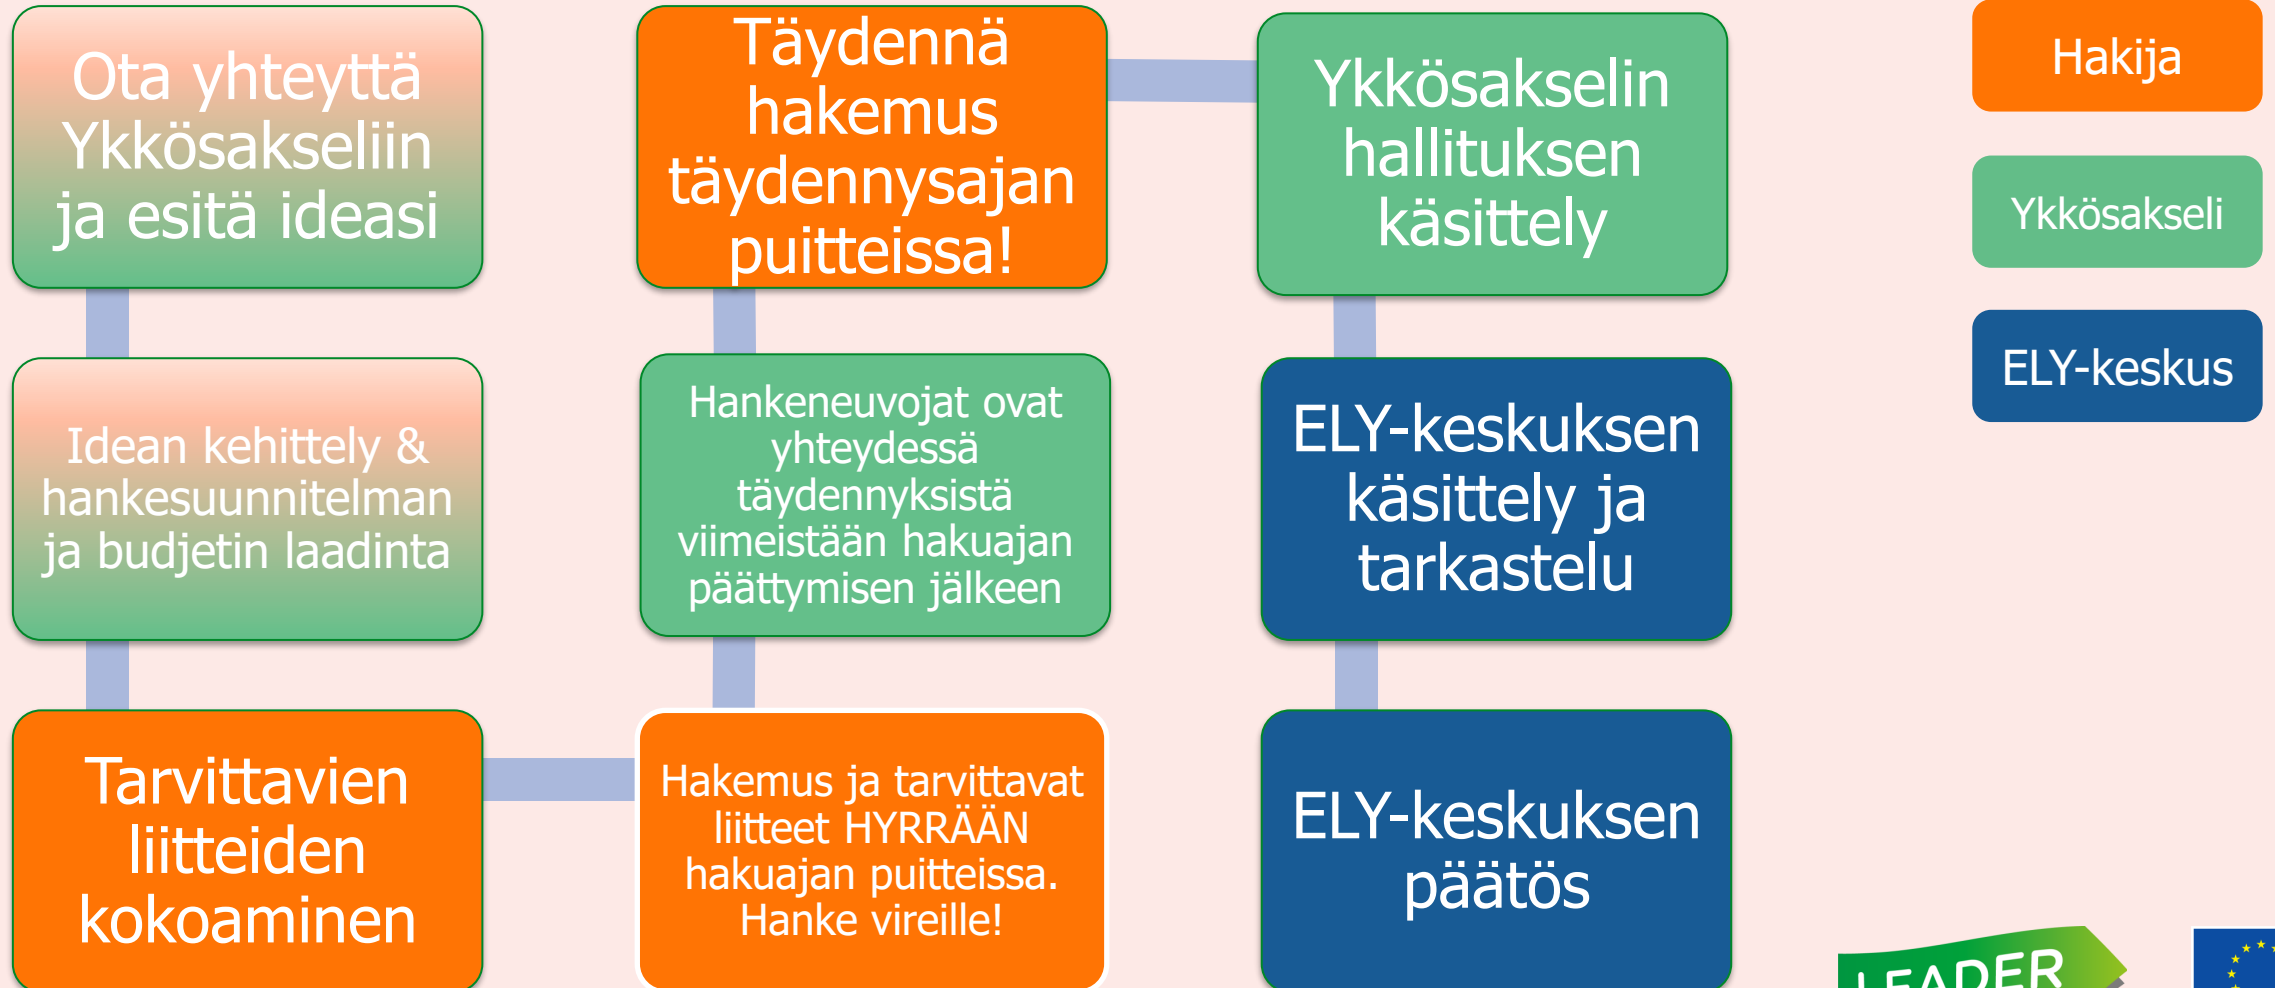 Ota yhteyttä
Ykkösakseliin
ja esitä ideasi
Idean kehittely &
hankesuunnitelman
ja budjetin laadinta
Tarvittavien
liitteiden
kokoaminen
Hakemus ja tarvittavat
liitteet HYRRÄÄN
hakuajan puitteissa.
Hanke vireille!
Hankeneuvojat ovat
yhteydessä
täydennyksistä
viimeistään hakuajan
päättymisen jälkeen
Täydennä
hakemus
täydennysajan
puitteissa!
Ykkösakselin
hallituksen
käsittely
ELY-keskuksen
käsittely ja
tarkastelu
ELY-keskuksen
päätös
Hakija
Ykkösakseli
ELY-keskus
LEADER